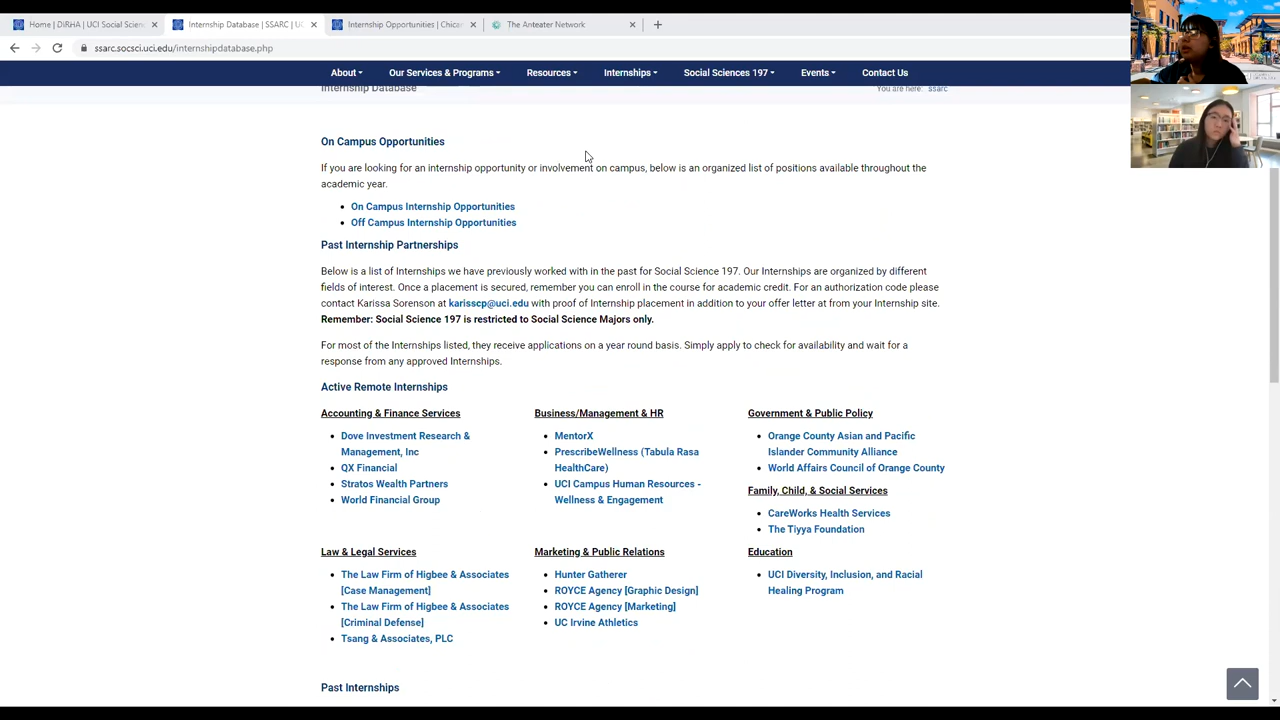 Home | DIRHA | UCI Social Scien
Internship Database | SSARC | UC
Internship Opportunities | Chicar
The Anteater Network
ssarc.socsci.uci.edu/internshipdatabase.php
About
Our Services & Programs
Resources
Internships
Social Sciences 197
Events
Contact Us
Internship Database
You are here: ssarc
On Campus Opportunities
If you are looking for an internship opportunity or involvement on campus, below is an organized list of positions available throughout the
academic year.
On Campus Internship Opportunities
Off Campus Internship Opportunities
Past Internship Partnerships
Below is a list of Internships we have previously worked with in the past for Social Science 197. Our Internships are organized by different
fields of interest. Once a placement is secured, remember you can enroll in the course for academic credit. For an authorization code please
contact Karissa Sorenson at karisscp@uci.edu with proof of Internship placement in addition to your offer letter at from your Internship site.
Remember: Social Science 197 is restricted to Social Science Majors only.
For most of the Internships listed, they receive applications on a year round basis. Simply apply to check for availability and wait for a
response from any approved Internships.
Active Remote Internships
Accounting & Finance Services
Dove Investment Research &
Management, Inc
QX Financial
Stratos Wealth Partners
World Financial Group
Business/Management & HR
MentorX
PrescribeWellness (Tabula Rasa
HealthCare)
UCI Campus Human Resources -
Wellness & Engagement
Government & Public Policy
Orange County Asian and Pacific
Islander Community Alliance
World Affairs Council of Orange County
Family, Child, & Social Services
CareWorks Health Services
The Tiyya Foundation
Law & Legal Services
The Law Firm of Higbee & Associates
[Case Management]
The Law Firm of Higbee & Associates
[Criminal Defense]
Tsang & Associates, PLC
Marketing & Public Relations
Hunter Gatherer
ROYCE Agency [Graphic Design]
ROYCE Agency [Marketing]
UC Irvine Athletics
Education
UCI Diversity, Inclusion, and Racial
Healing Program
Past Internships